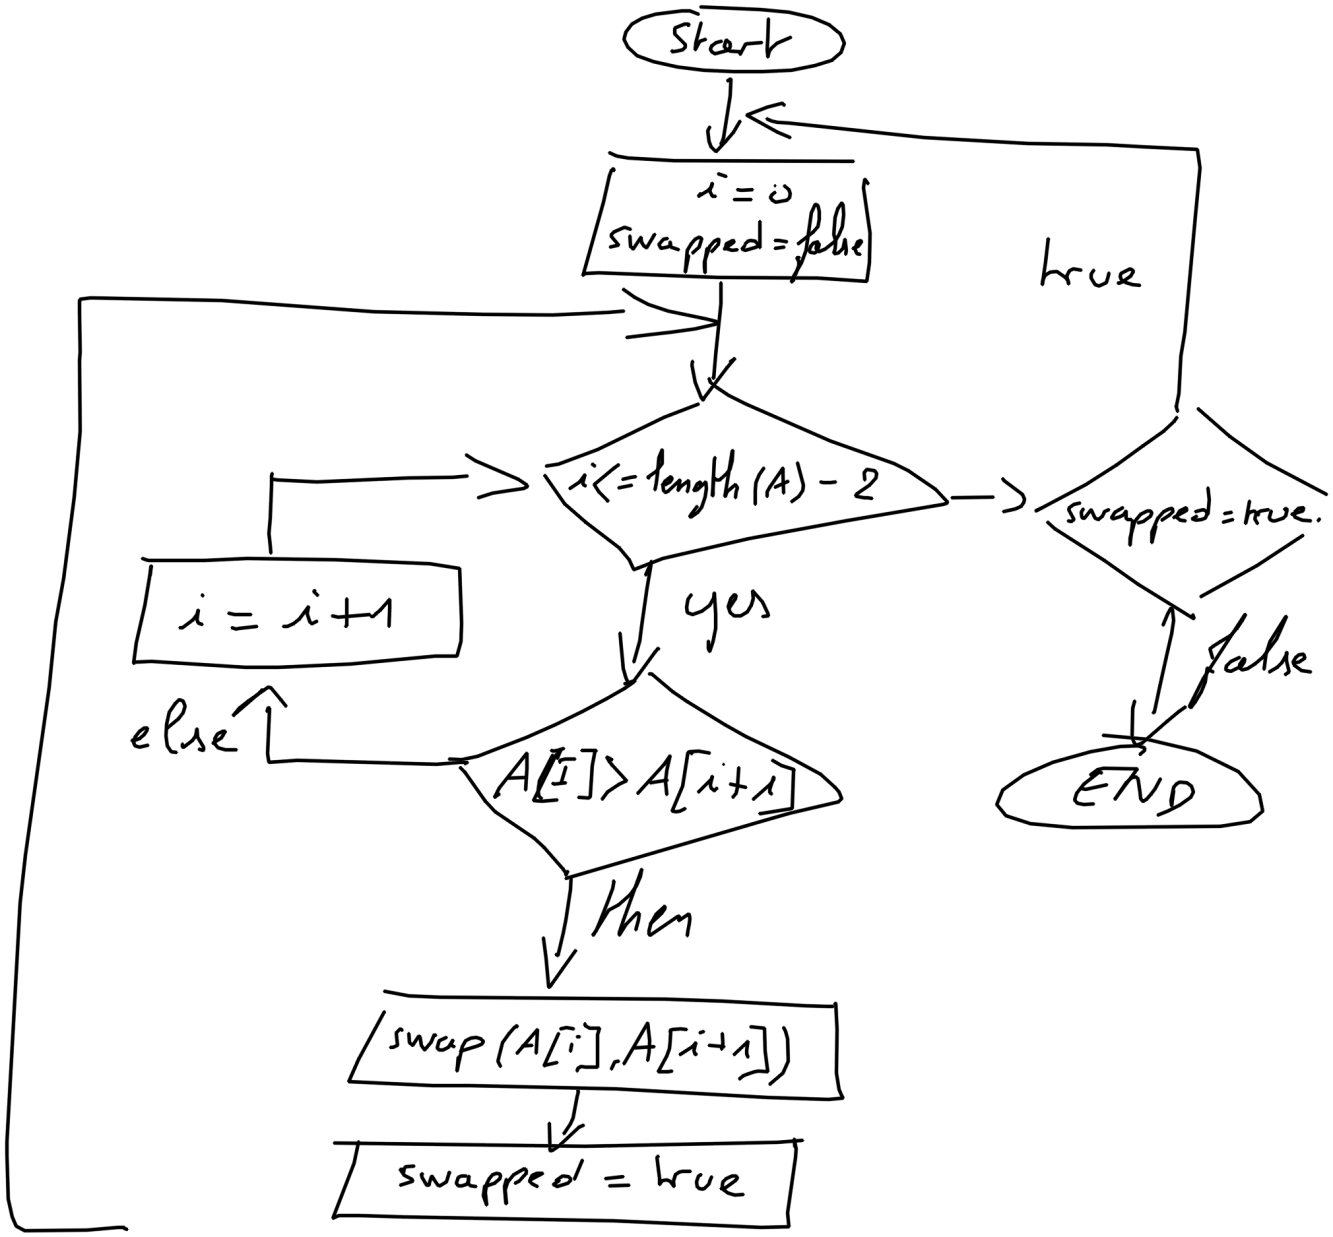 Start
i = 0
swapped = false
true
i <= length (A) - 2
swapped = true.
i = i + 1
yes
false
else
A[I] > A[i+1]
END
then
swap (A[i], A[i+1])
swapped = true